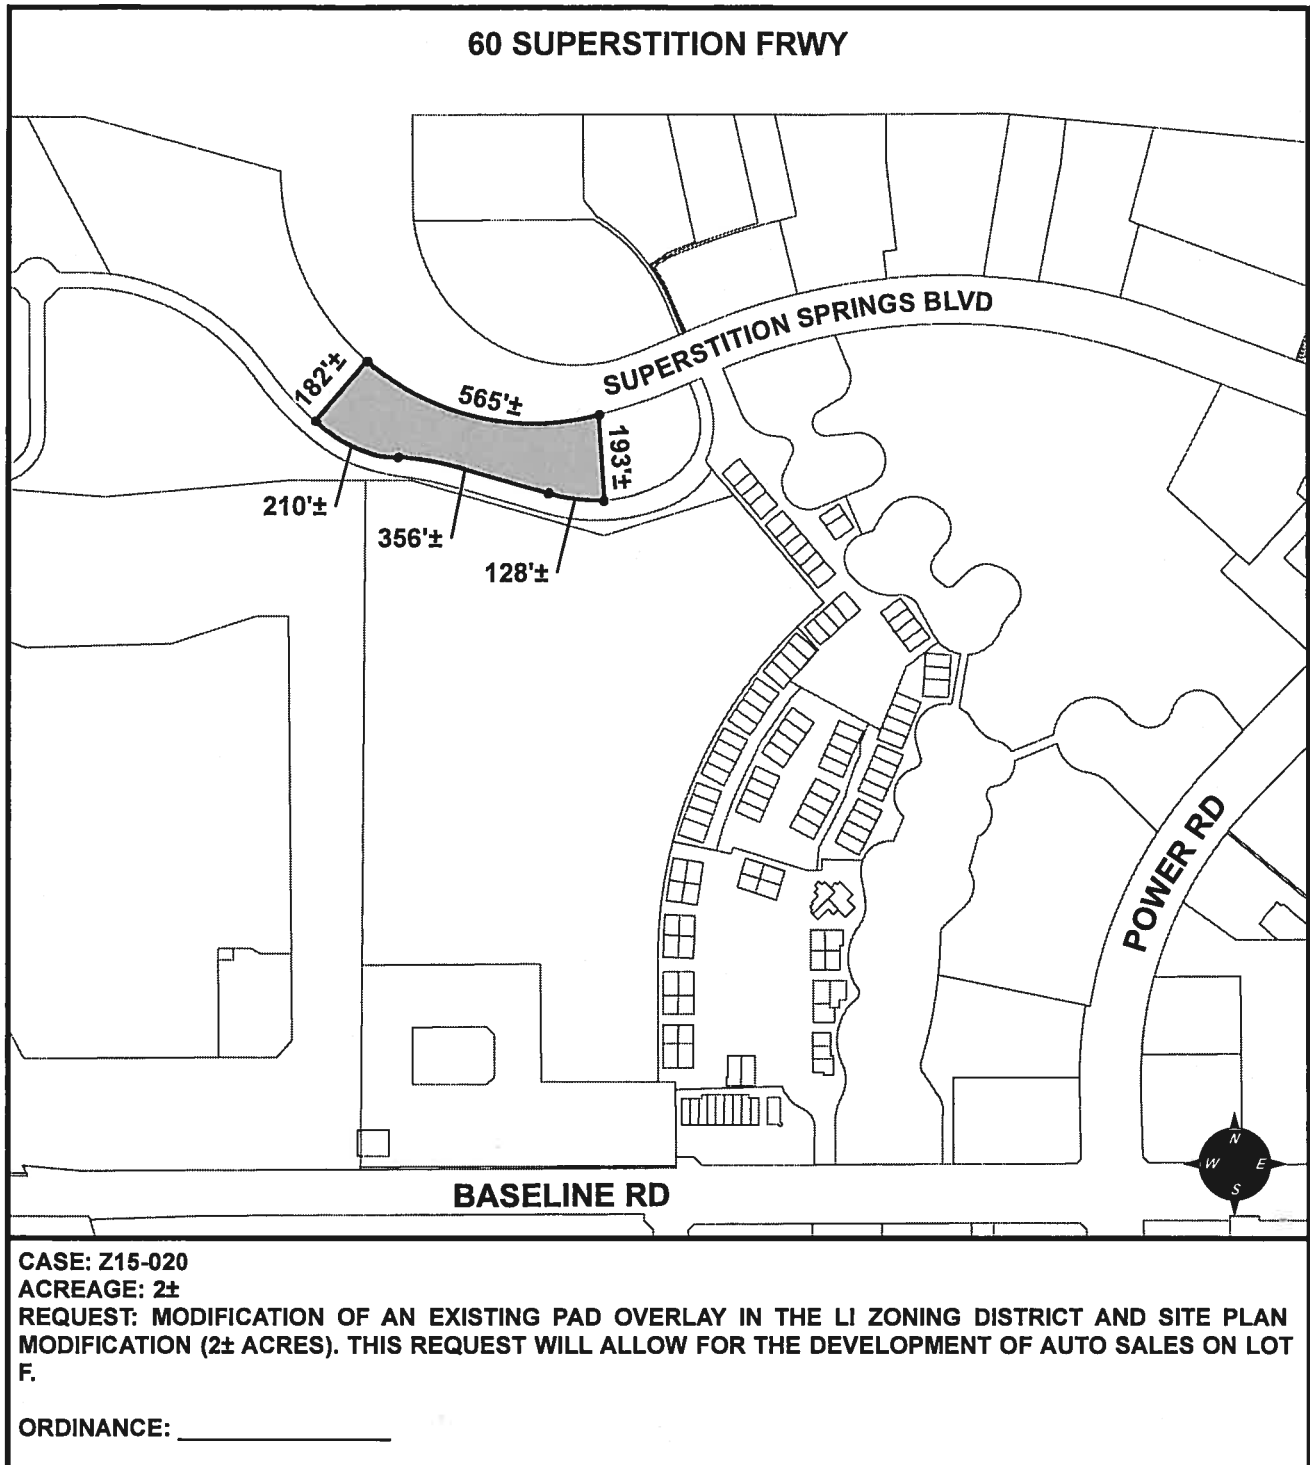 60 SUPERSTITION FRWY
SUPERSTITION SPRINGS BLVD
182'±
565'±
193'±
210'±
356'±
128'±
POWER RD
N
W E
S
BASELINE RD
CASE: Z15-020
ACREAGE: 2±
REQUEST: MODIFICATION OF AN EXISTING PAD OVERLAY IN THE LI ZONING DISTRICT AND SITE PLAN
MODIFICATION (2± ACRES). THIS REQUEST WILL ALLOW FOR THE DEVELOPMENT OF AUTO SALES ON LOT
F.
ORDINANCE: